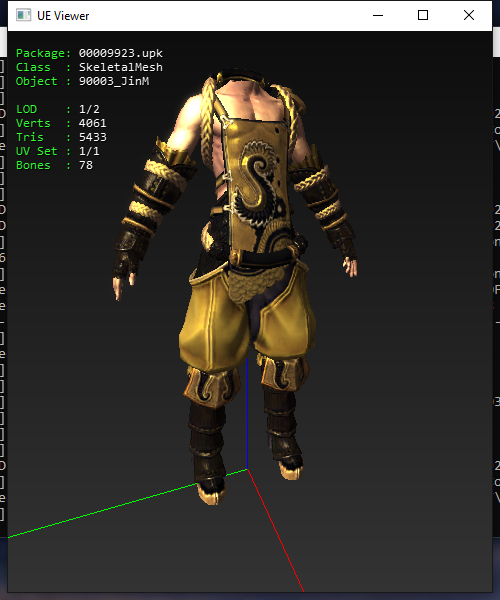 UE Viewer
Package: 00009923.upk
Class : SkeletalMesh
Object : 90003_JinM
LOD : 1/2
Verts : 4061
Tris : 5433
UV Set : 1/1
Bones : 78